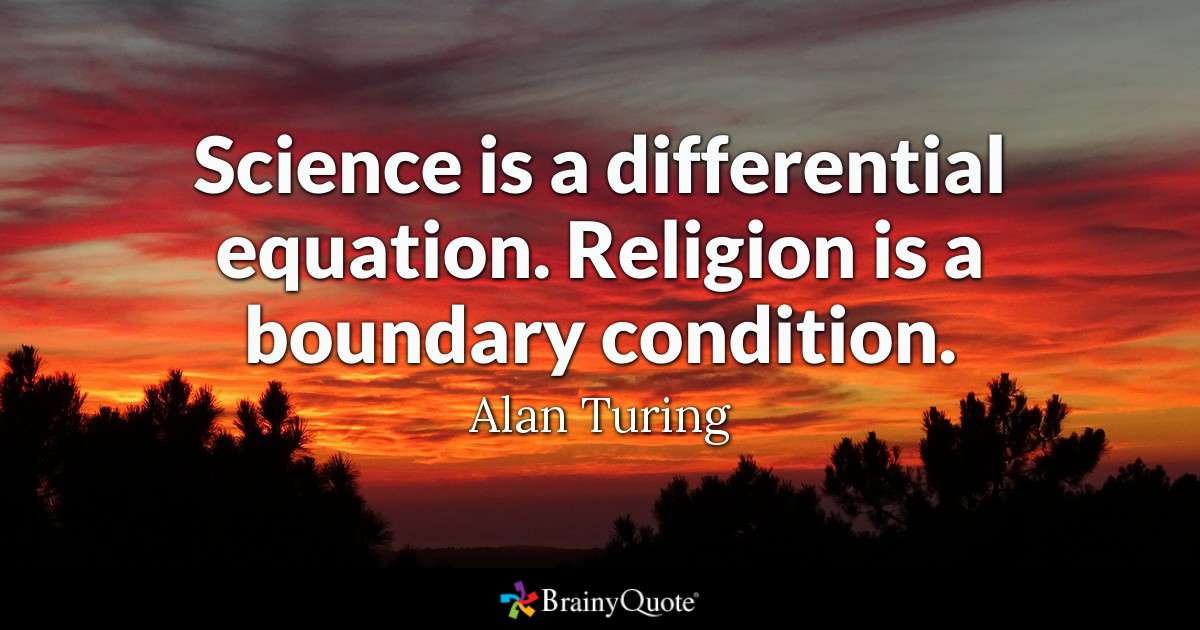 Science is a differential
equation. Religion is a
boundary condition.
Alan Turing
BrainyQuote®